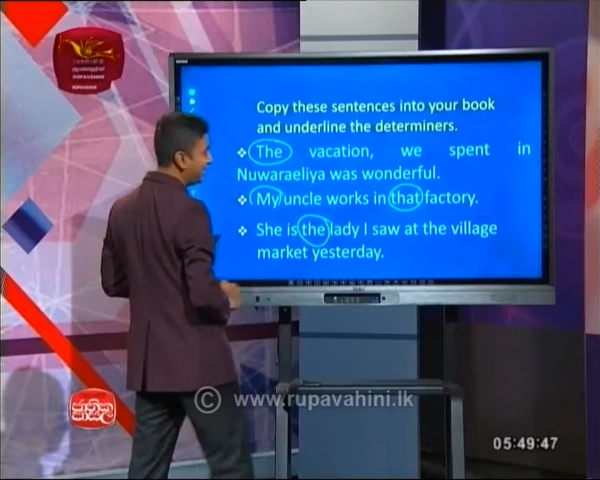 RUPAVAHINI
Copy these sentences into your book
and underline the determiners.
❖ The vacation, we spent in
Nuwaraeliya was wonderful.
❖ My uncle works in that factory.
❖ She is the lady I saw at the village
market yesterday.
© www.rupavahini.lk
05:49:47